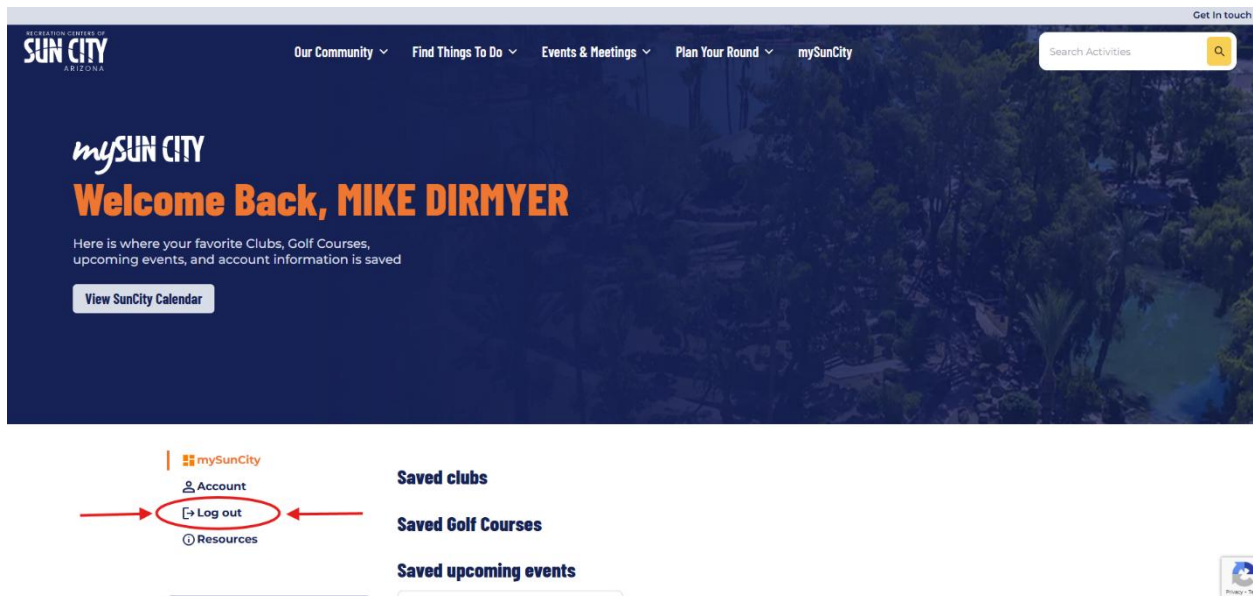 Get In touch
RECREATION CENTERS OF
SUN CITY
ARIZONA
Our Community
Find Things To Do
Events & Meetings
Plan Your Round
mySunCity
Search Activities
mySUN CITY
Welcome Back, MIKE DIRMYER
Here is where your favorite Clubs, Golf Courses,
upcoming events, and account information is saved
View SunCity Calendar
mySunCity
Account
Log out
Resources
Saved clubs
Saved Golf Courses
Saved upcoming events
Privacy